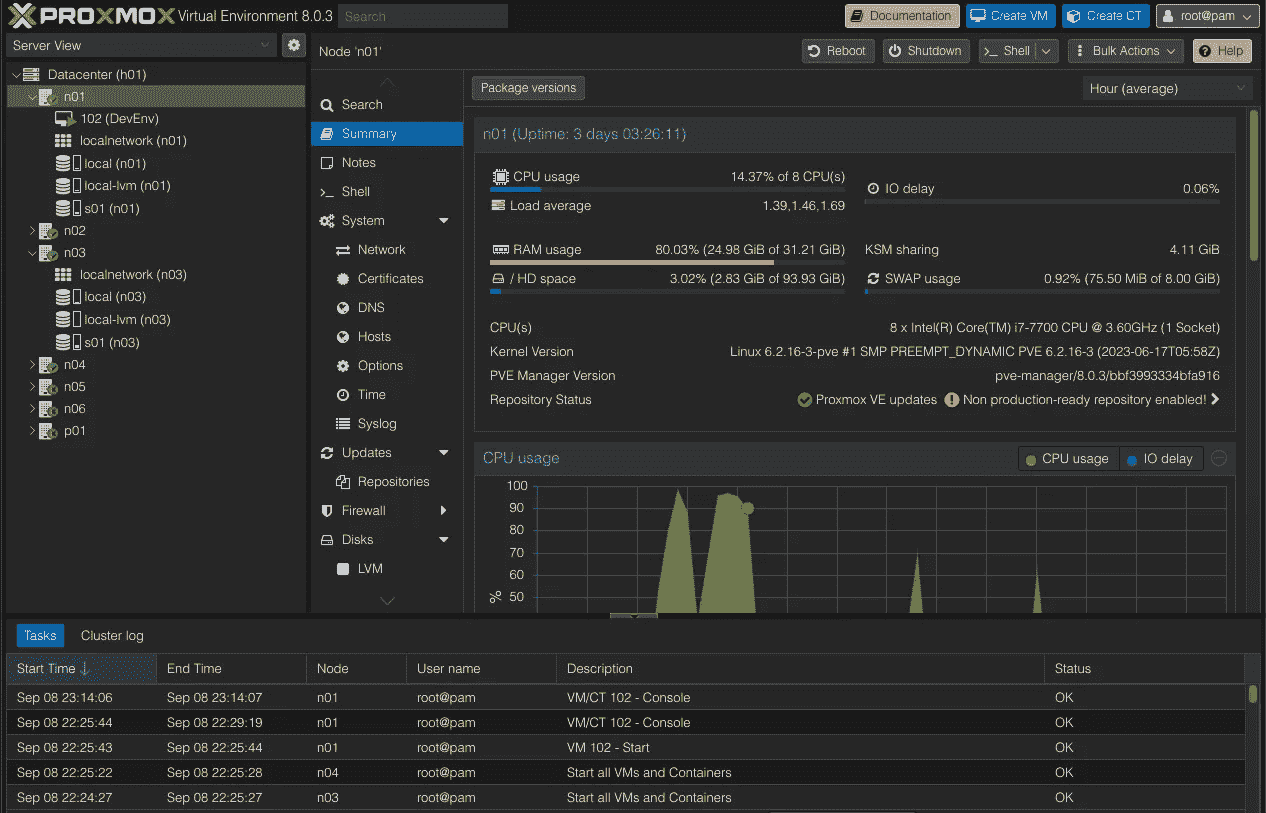 PROXMOX Virtual Environment 8.0.3 Search Documentation Create VM Create CT root@pam
Server View
Node 'n01' Reboot Shutdown Shell Bulk Actions Help
Datacenter (h01)
n01
102 (DevEnv)
localnetwork (n01)
local (n01)
local-lvm (n01)
s01 (n01)
n02
n03
localnetwork (n03)
local (n03)
local-lvm (n03)
s01 (n03)
n04
n05
n06
p01
Search
Summary
Notes
Shell
System
Network
Certificates
DNS
Hosts
Options
Time
Syslog
Updates
Repositories
Firewall
Disks
LVM
Package versions Hour (average)
n01 (Uptime: 3 days 03:26:11)
CPU usage 14.37% of 8 CPU(s)
IO delay 0.06%
Load average 1.39,1.46,1.69
RAM usage 80.03% (24.98 GiB of 31.21 GiB)
KSM sharing 4.11 GiB
/ HD space 3.02% (2.83 GiB of 93.93 GiB)
SWAP usage 0.92% (75.50 MiB of 8.00 GiB)
CPU(s) 8 x Intel(R) Core(TM) i7-7700 CPU @ 3.60GHz (1 Socket)
Kernel Version Linux 6.2.16-3-pve #1 SMP PREEMPT_DYNAMIC PVE 6.2.16-3 (2023-06-17T05:58Z)
PVE Manager Version pve-manager/8.0.3/bbf3993334bfa916
Repository Status Proxmox VE updates Non production-ready repository enabled!
CPU usage CPU usage IO delay
100
90
80
70
60
% 50
Tasks Cluster log
Start Time ↓ End Time Node User name Description Status
Sep 08 23:14:06 Sep 08 23:14:07 n01 root@pam VM/CT 102 - Console OK
Sep 08 22:25:44 Sep 08 22:29:19 n01 root@pam VM/CT 102 - Console OK
Sep 08 22:25:43 Sep 08 22:25:44 n01 root@pam VM 102 - Start OK
Sep 08 22:25:22 Sep 08 22:25:28 n04 root@pam Start all VMs and Containers OK
Sep 08 22:24:27 Sep 08 22:25:27 n03 root@pam Start all VMs and Containers OK